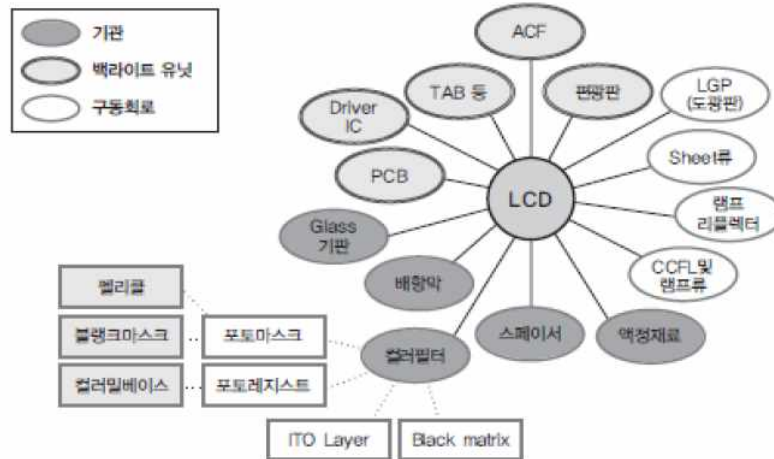 기관
백라이트 유닛
구동회로
ACF
TAB 등
편광판
LGP
(도광판)
Driver
IC
Sheet류
PCB
LCD
램프
리플렉터
Glass
기판
CCFL및
램프류
배항막
스페이서
액정재료
펠리클
블랭크마스크
포토마스크
컬러필터
컬러밀베이스
포토레지스트
ITO Layer
Black matrix